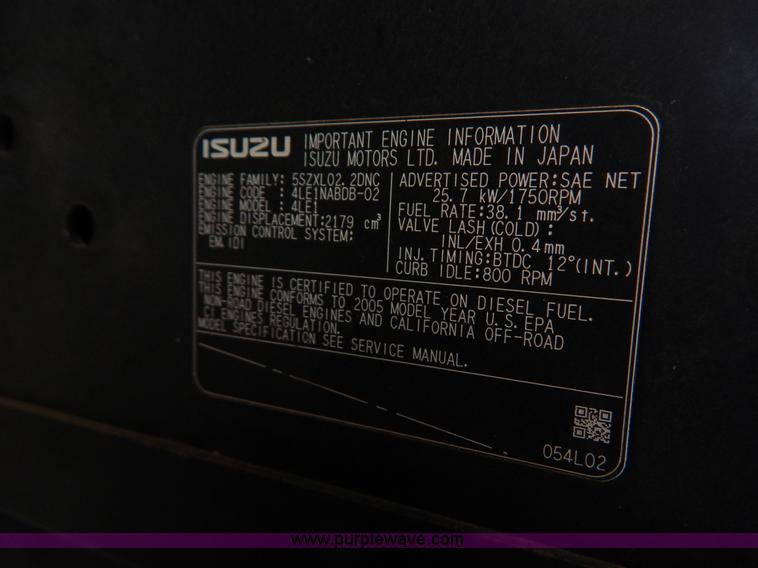 ISUZU IMPORTANT ENGINE INFORMATION
ISUZU MOTORS LTD. MADE IN JAPAN
ENGINE FAMILY: 5SZXL02.2DNC
ENGINE CODE : 4LE1NABDB-02
ENGINE MODEL : 4LE1
ENGINE DISPLACEMENT:2179 cm³
EMISSION CONTROL SYSTEM:
EM,IDI
ADVERTISED POWER:SAE NET
25.7 kW/1750RPM
FUEL RATE:38.1 mm³/st.
VALVE LASH(COLD):
INL/EXH 0.4mm
INJ.TIMING:BTDC 12°(INT.)
CURB IDLE:800 RPM
THIS ENGINE IS CERTIFIED TO OPERATE ON DIESEL FUEL.
THIS ENGINE CONFORMS TO 2005 MODEL YEAR U.S.EPA
NON-ROAD DIESEL ENGINES AND CALIFORNIA OFF-ROAD
CI ENGINES REGULATION.
MODEL SPECIFICATION SEE SERVICE MANUAL.
054L02
www.purplewave.com